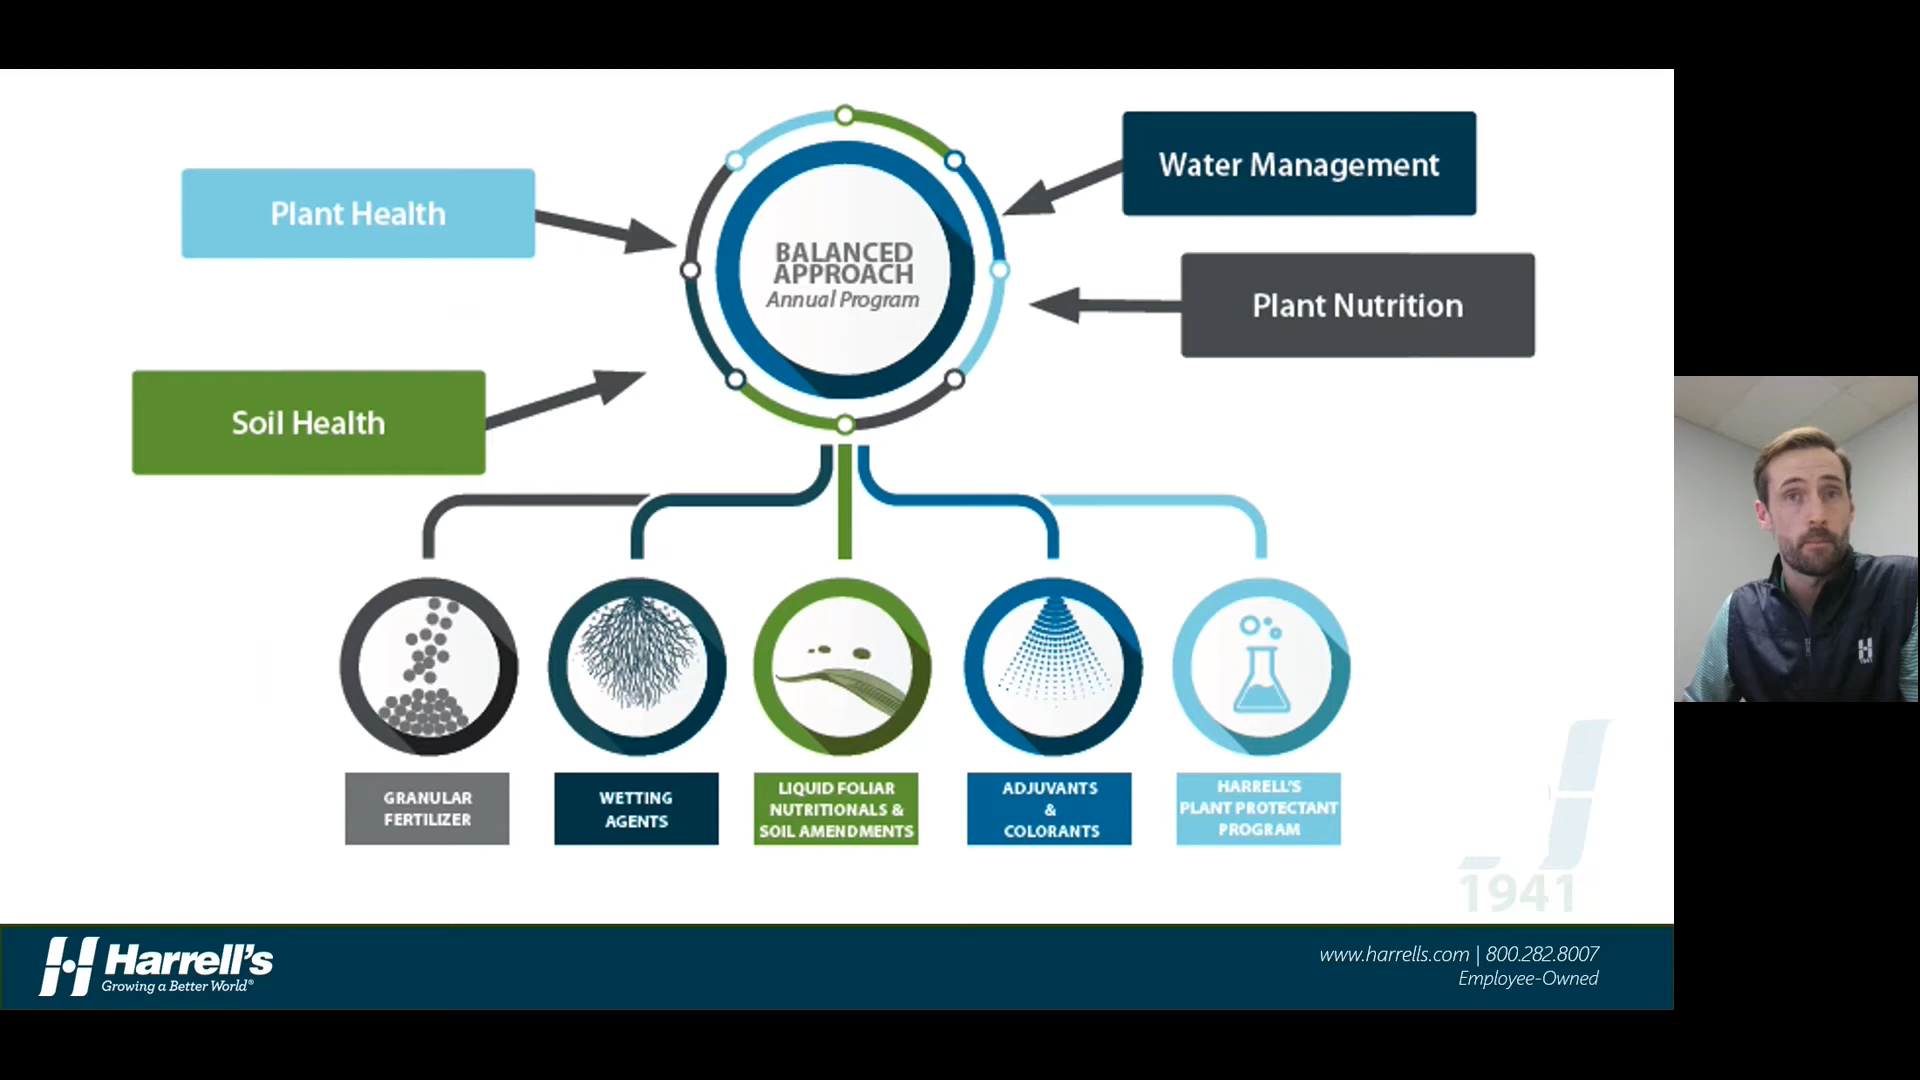 Plant Health
Water Management
BALANCED
APPROACH
Annual Program
Plant Nutrition
Soil Health
GRANULAR
FERTILIZER
WETTING
AGENTS
LIQUID FOLIAR
NUTRITIONALS &
SOIL AMENDMENTS
ADJUVANTS
&
COLORANTS
HARRELL'S
PLANT PROTECTANT
PROGRAM
1941
Harrell's
Growing a Better World®
www.harrells.com | 800.282.8007
Employee-Owned
H
1941